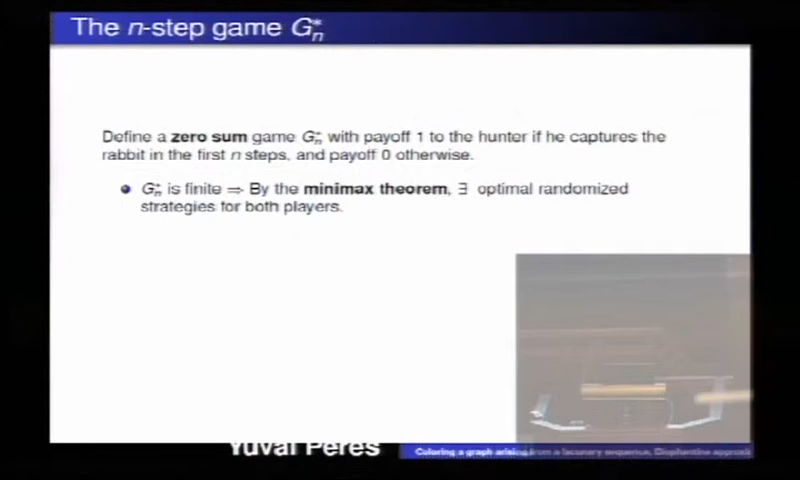 The n-step game G*n
Define a zero sum game G*n with payoff 1 to the hunter if he captures the
rabbit in the first n steps, and payoff 0 otherwise.
G*n is finite ⇒ By the minimax theorem, ∃ optimal randomized
strategies for both players.
Yuval Peres
Coloring a graph arising from a lacunary sequence, Diophantine approxi